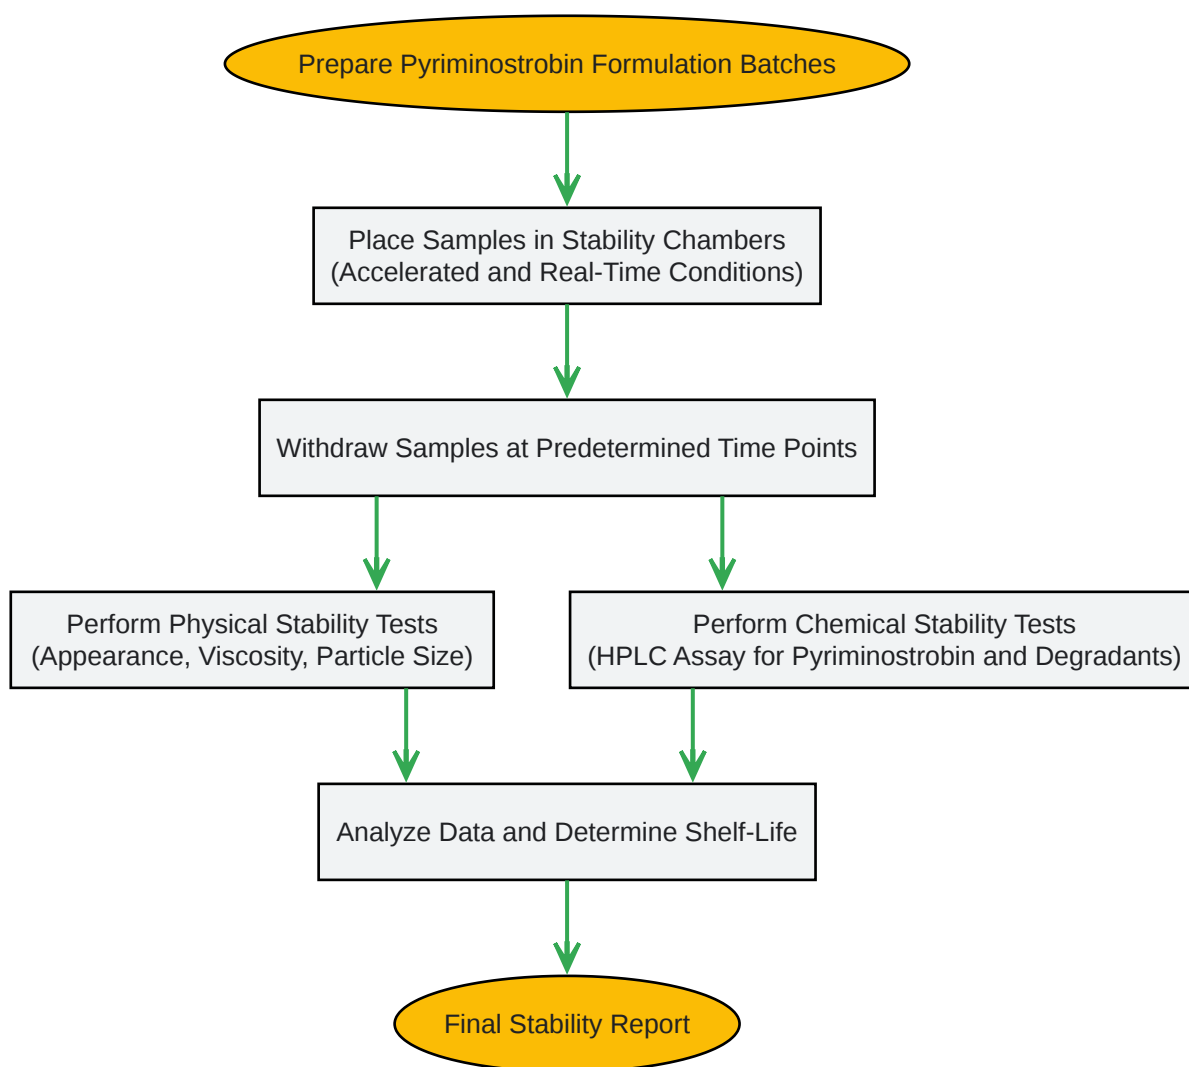 Prepare Pyriminostrobin Formulation Batches
Place Samples in Stability Chambers
(Accelerated and Real-Time Conditions)
Withdraw Samples at Predetermined Time Points
Perform Physical Stability Tests
(Appearance, Viscosity, Particle Size)
Perform Chemical Stability Tests
(HPLC Assay for Pyriminostrobin and Degradants)
Analyze Data and Determine Shelf-Life
Final Stability Report